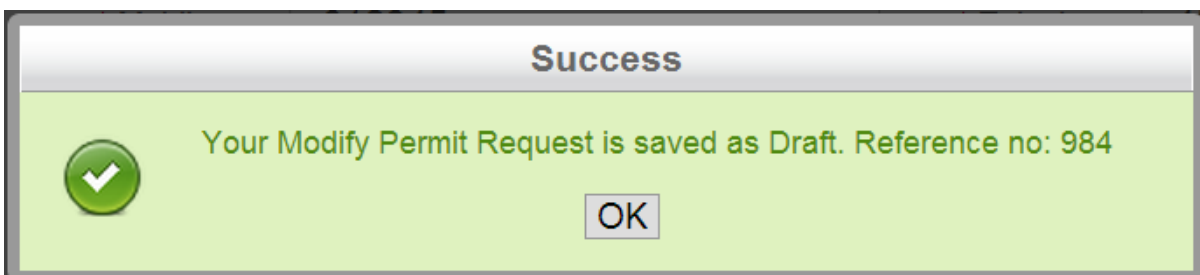 Success
Your Modify Permit Request is saved as Draft. Reference no: 984
OK